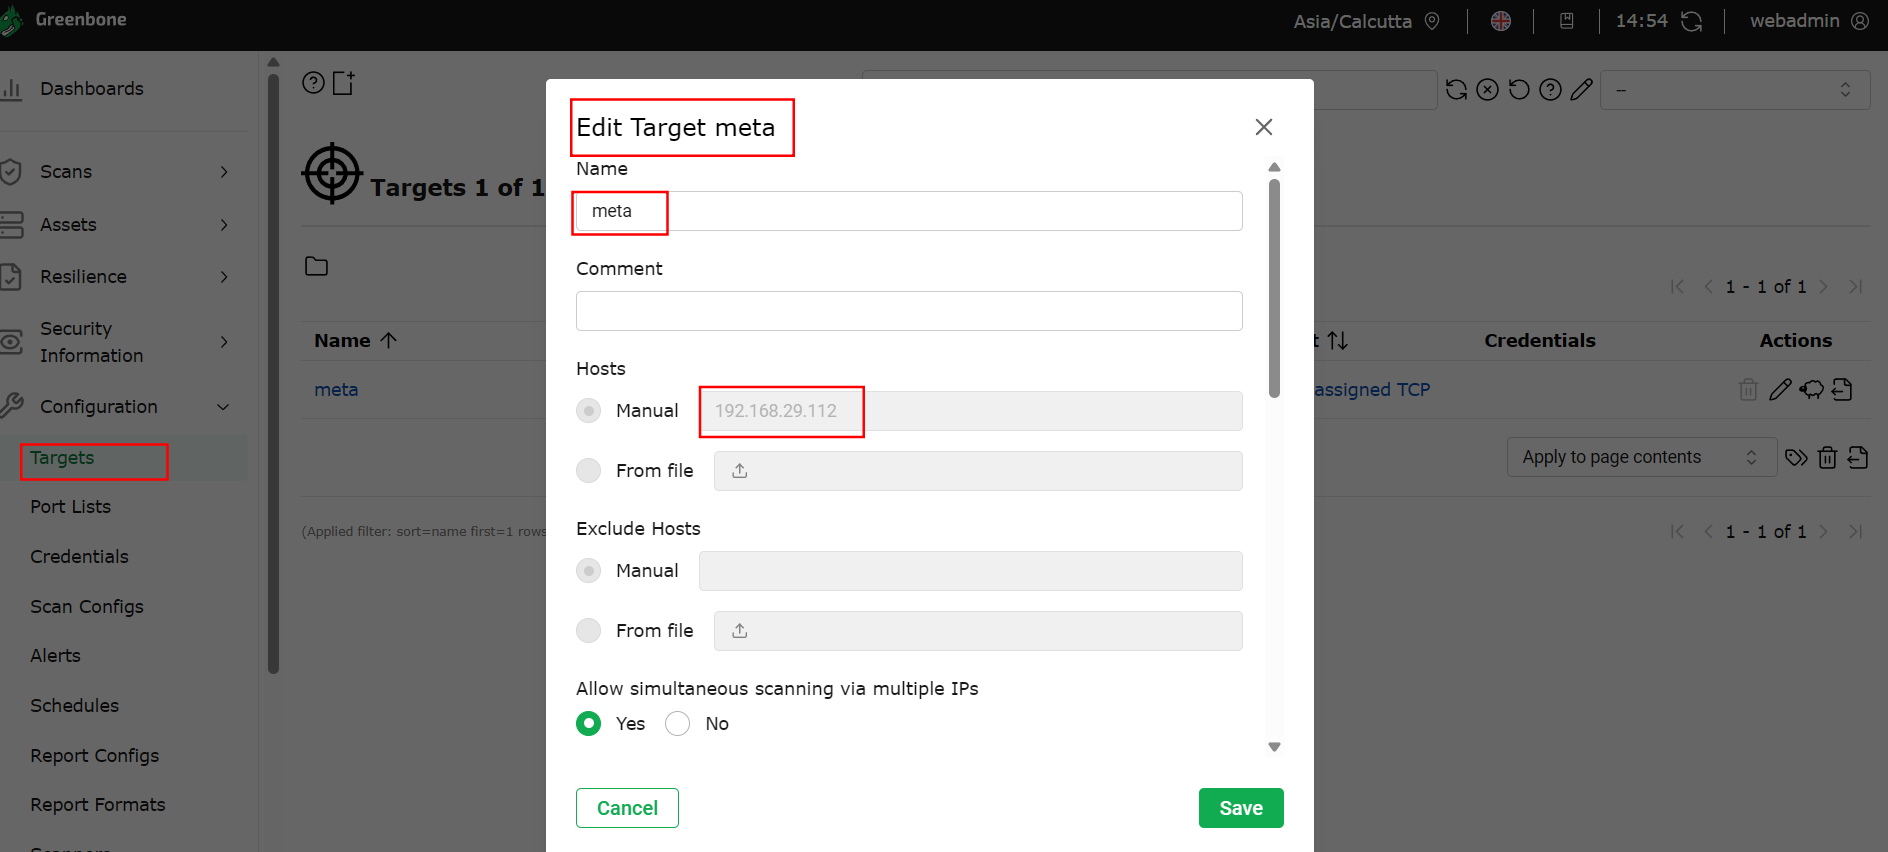 Greenbone
Asia/Calcutta
14:54
webadmin
Dashboards
Scans
Assets
Resilience
Security
Information
Configuration
Targets
Port Lists
Credentials
Scan Configs
Alerts
Schedules
Report Configs
Report Formats
--
Targets 1 of 1
1 - 1 of 1
Name
Credentials
Actions
meta
assigned TCP
Apply to page contents
(Applied filter: sort=name first=1 rows
1 - 1 of 1
Edit Target meta
Name
meta
Comment
Hosts
Manual 192.168.29.112
From file
Exclude Hosts
Manual
From file
Allow simultaneous scanning via multiple IPs
Yes No
Cancel Save